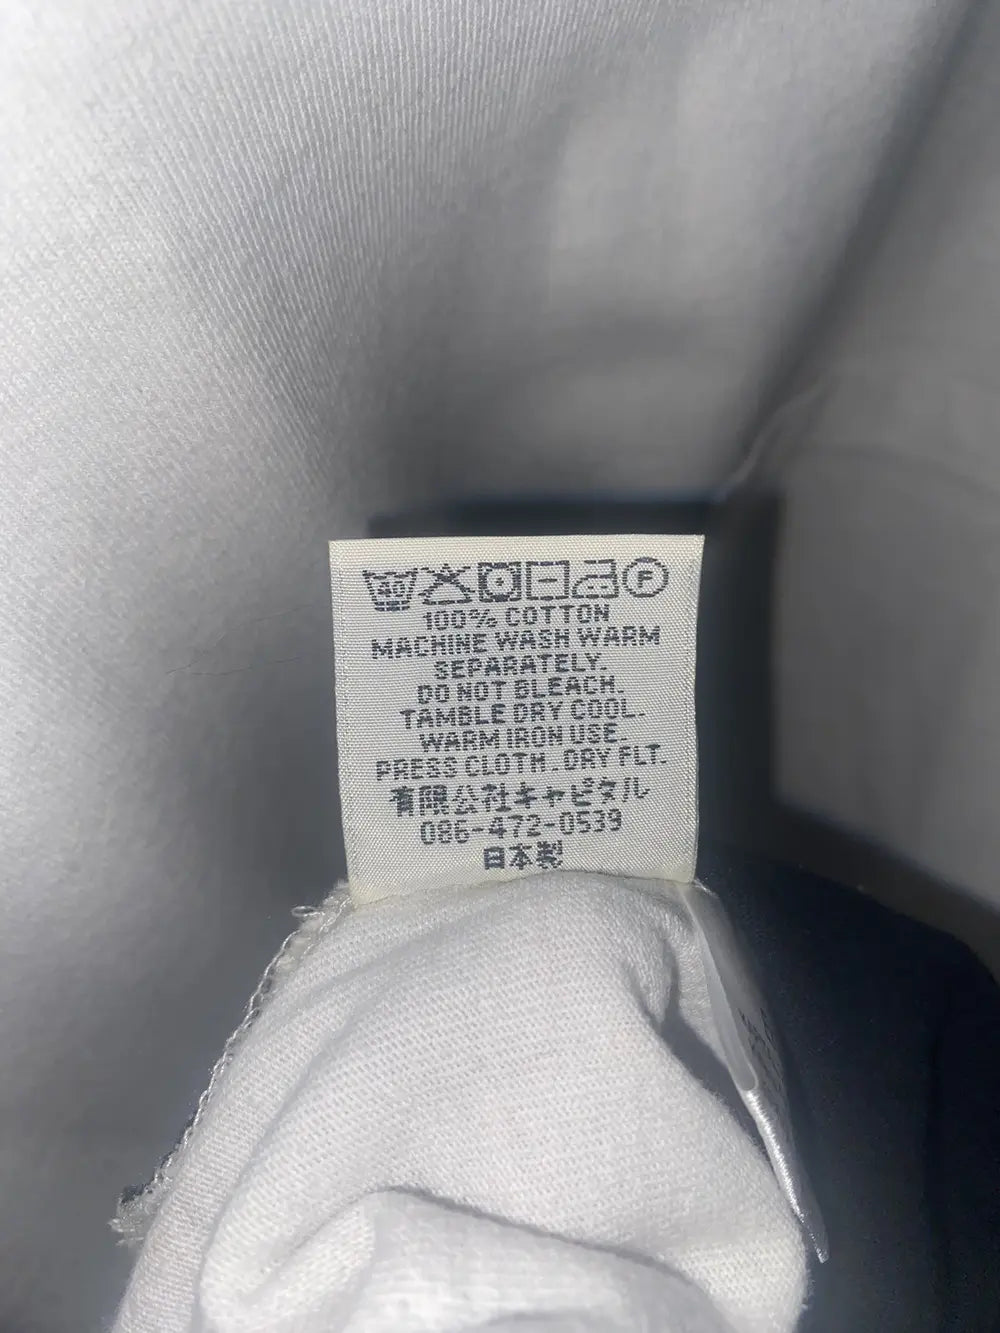 40 F
100% COTTON
MACHINE WASH WARM
SEPARATELY.
DO NOT BLEACH.
TAMBLE DRY COOL.
WARM IRON USE.
PRESS CLOTH. DRY FLT.
有限会社キャピタル
086-472-0539
日本製